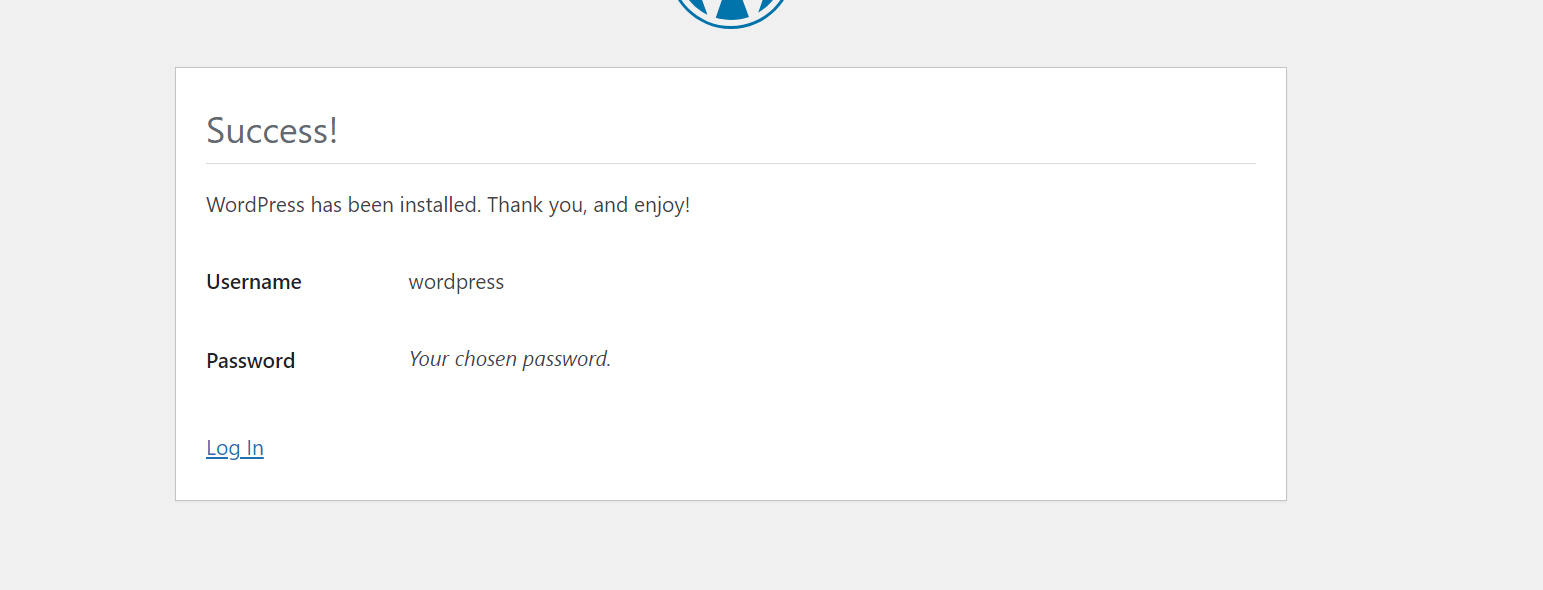 Success!
WordPress has been installed. Thank you, and enjoy!
Username wordpress
Password Your chosen password.
Log In